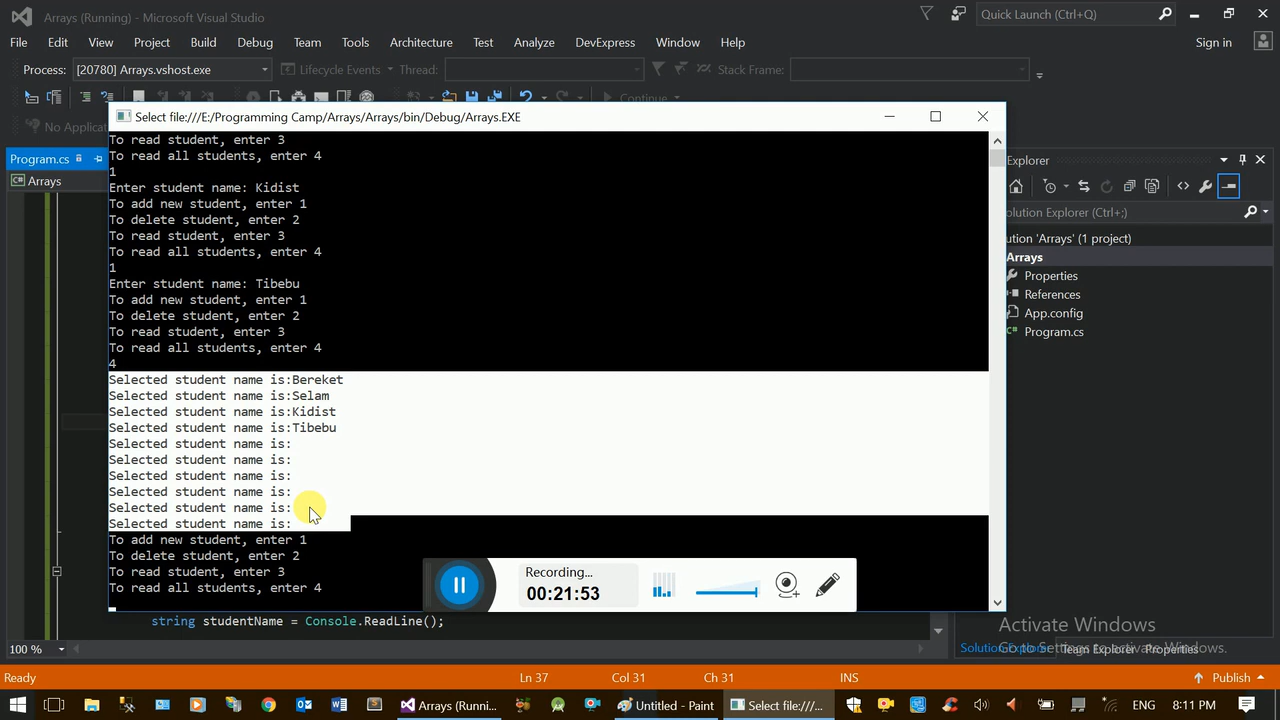 Arrays (Running) - Microsoft Visual Studio
Quick Launch (Ctrl+Q)
File Edit View Project Build Debug Team Tools Architecture Test Analyze DevExpress Window Help
Sign in
Process: [20780] Arrays.vshost.exe Lifecycle Events Thread: Stack Frame:
Continue
No Applicat
Select file:///E:/Programming Camp/Arrays/Arrays/bin/Debug/Arrays.EXE
To read student, enter 3
To read all students, enter 4
1
Enter student name: Kidist
To add new student, enter 1
To delete student, enter 2
To read student, enter 3
To read all students, enter 4
1
Enter student name: Tibebu
To add new student, enter 1
To delete student, enter 2
To read student, enter 3
To read all students, enter 4
4
Selected student name is:Bereket
Selected student name is:Selam
Selected student name is:Kidist
Selected student name is:Tibebu
Selected student name is:
Selected student name is:
Selected student name is:
Selected student name is:
Selected student name is:
Selected student name is:
To add new student, enter 1
To delete student, enter 2
To read student, enter 3
To read all students, enter 4
Program.cs
Arrays
Explorer
olution Explorer (Ctrl+;)
ution 'Arrays' (1 project)
Arrays
Properties
References
App.config
Program.cs
Recording...
00:21:53
string studentName = Console.ReadLine();
100 %
Activate Windows
Go to Settings to activate Windows.
Solution Explorer Team Explorer Properties
Ready Ln 37 Col 31 Ch 31 INS Publish
Arrays (Runni... Untitled - Paint Select file:///... 8:11 PM